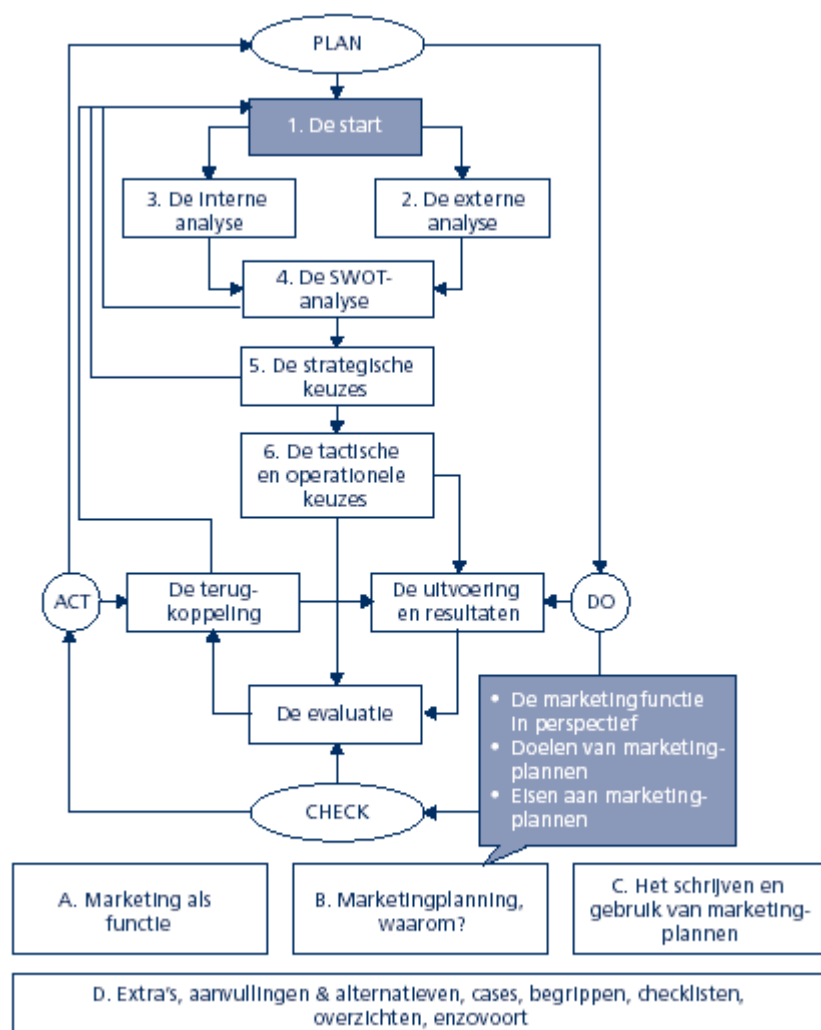 PLAN
1. De start
3. De interne
analyse
2. De externe
analyse
4. De SWOT-
analyse
5. De strategische
keuzes
6. De tactische
en operationele
keuzes
ACT
De terug-
koppeling
De uitvoering
en resultaten
DO
De evaluatie
• De marketingfunctie
in perspectief
• Doelen van marketing-
plannen
• Eisen aan marketing-
plannen
CHECK
A. Marketing als
functie
B. Marketingplanning,
waarom?
C. Het schrijven en
gebruik van marketing-
plannen
D. Extra's, aanvullingen & alternatieven, cases, begrippen, checklisten,
overzichten, enzovoort